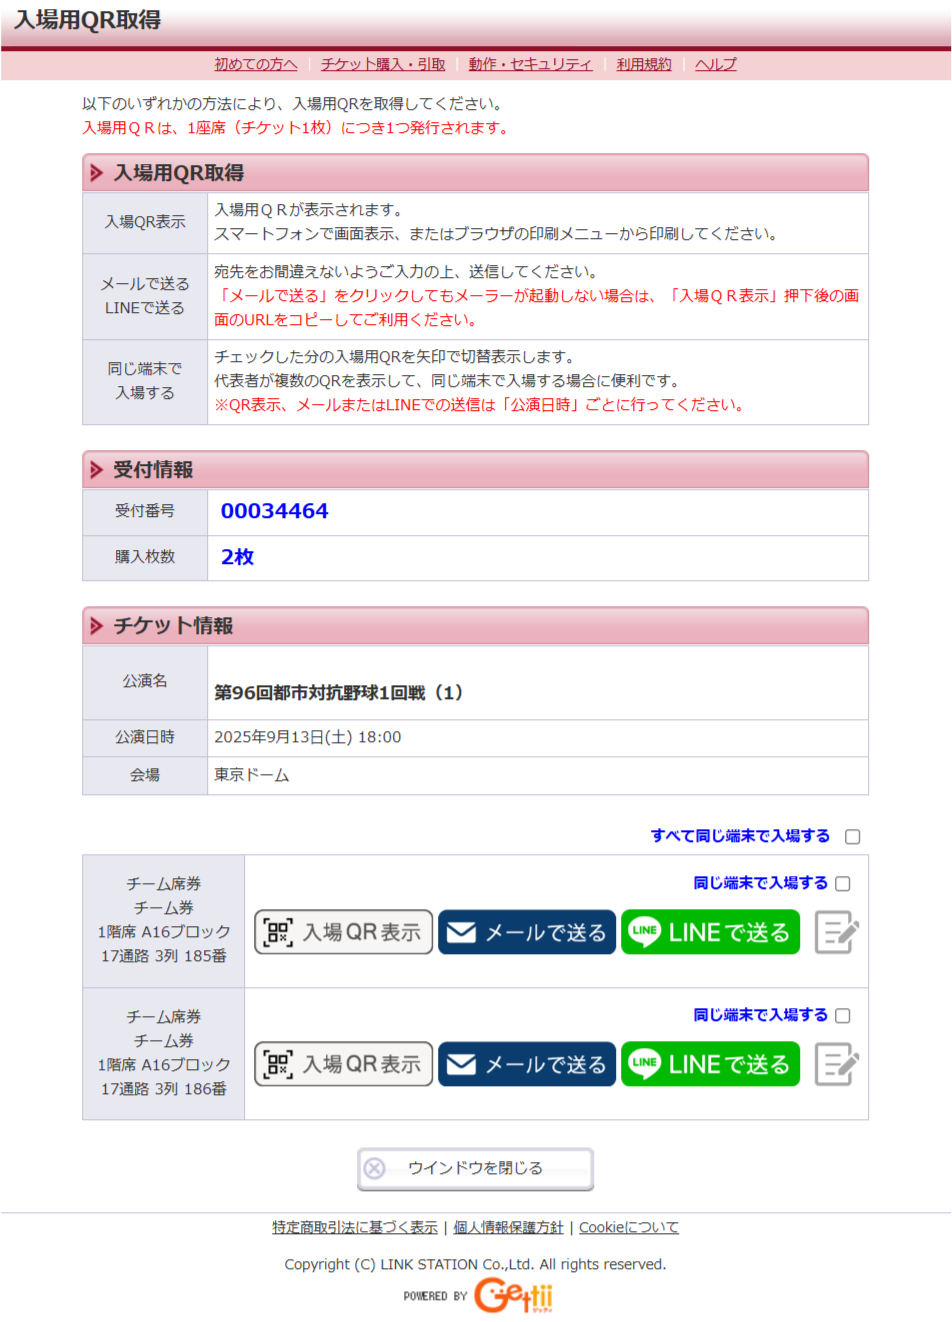 入場用QR取得
初めての方へ | チケット購入・引取 | 動作・セキュリティ | 利用規約 | ヘルプ
以下のいずれかの方法により、入場用QRを取得してください。
入場用ＱＲは、1座席（チケット1枚）につき1つ発行されます。
入場用QR取得
入場QR表示
入場用ＱＲが表示されます。
スマートフォンで画面表示、またはブラウザの印刷メニューから印刷してください。
メールで送る
LINEで送る
宛先をお間違えないようご入力の上、送信してください。
「メールで送る」をクリックしてもメーラーが起動しない場合は、「入場ＱＲ表示」押下後の画
面のURLをコピーしてご利用ください。
同じ端末で
入場する
チェックした分の入場用QRを矢印で切替表示します。
代表者が複数のQRを表示して、同じ端末で入場する場合に便利です。
※QR表示、メールまたはLINEでの送信は「公演日時」ごとに行ってください。
受付情報
受付番号 00034464
購入枚数 2枚
チケット情報
公演名 第96回都市対抗野球1回戦（1）
公演日時 2025年9月13日(土) 18:00
会場 東京ドーム
すべて同じ端末で入場する
チーム席券
チーム券
1階席 A16ブロック
17通路 3列 185番
同じ端末で入場する
入場QR表示 メールで送る LINE LINEで送る
チーム席券
チーム券
1階席 A16ブロック
17通路 3列 186番
同じ端末で入場する
入場QR表示 メールで送る LINE LINEで送る
ウインドウを閉じる
特定商取引法に基づく表示 | 個人情報保護方針 | Cookieについて
Copyright (C) LINK STATION Co.,Ltd. All rights reserved.
POWERED BY Gettii